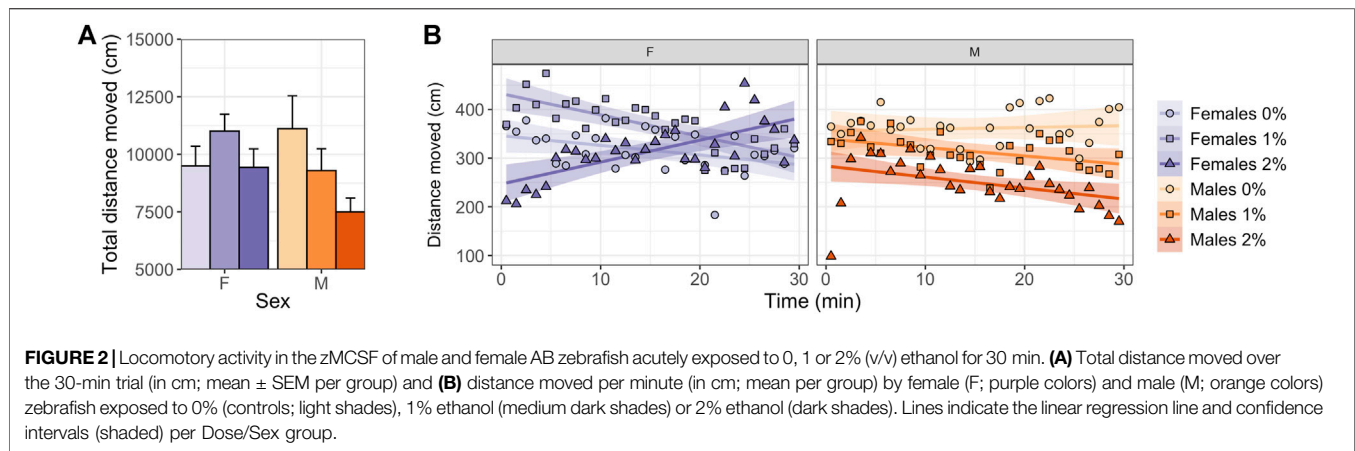 A
Total distance moved (cm)
15000
12500
10000
7500
5000
F
M
Sex
B
Distance moved (cm)
F
M
400
300
200
100
0
10
20
30
0
10
20
30
Time (min)
Females 0%
Females 1%
Females 2%
Males 0%
Males 1%
Males 2%
FIGURE 2 | Locomotory activity in the zMCSF of male and female AB zebrafish acutely exposed to 0, 1 or 2% (v/v) ethanol for 30 min. (A) Total distance moved over
the 30-min trial (in cm; mean ± SEM per group) and (B) distance moved per minute (in cm; mean per group) by female (F; purple colors) and male (M; orange colors)
zebrafish exposed to 0% (controls; light shades), 1% ethanol (medium dark shades) or 2% ethanol (dark shades). Lines indicate the linear regression line and confidence
intervals (shaded) per Dose/Sex group.